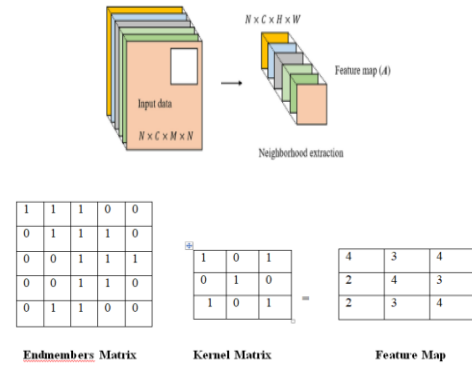 N × C × H × W
Feature map (A)
Input data
N × C × M × N
Neighborhood extraction
1 1 1 0 0
0 1 1 1 0
0 0 1 1 1
0 0 1 1 0
0 1 1 0 0
1 0 1
0 1 0
1 0 1
=
4 3 4
2 4 3
2 3 4
Endmembers Matrix
Kernel Matrix
Feature Map